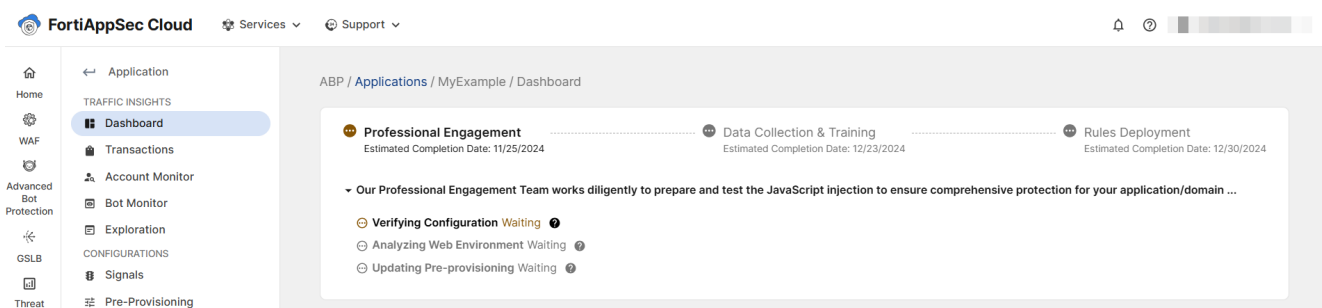 FortiAppSec Cloud Services Support
Home
WAF
Advanced
Bot
Protection
GSLB
Threat
Application
TRAFFIC INSIGHTS
Dashboard
Transactions
Account Monitor
Bot Monitor
Exploration
CONFIGURATIONS
Signals
Pre-Provisioning
ABP / Applications / MyExample / Dashboard
Professional Engagement
Estimated Completion Date: 11/25/2024
Data Collection & Training
Estimated Completion Date: 12/23/2024
Rules Deployment
Estimated Completion Date: 12/30/2024
Our Professional Engagement Team works diligently to prepare and test the JavaScript injection to ensure comprehensive protection for your application/domain ...
Verifying Configuration Waiting
Analyzing Web Environment Waiting
Updating Pre-provisioning Waiting